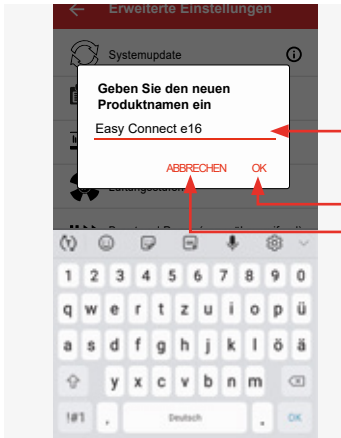 Erweiterte Einstellungen
Systemupdate
Geben Sie den neuen
Produktnamen ein
Easy Connect e16
ABBRECHEN OK
1 2 3 4 5 6 7 8 9 0
q w e r t z u i o p ü
a s d f g h j k l ö ä
y x c v b n m
!#1 , Deutsch . OK